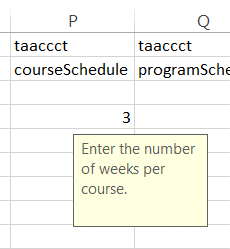 P Q
taaccct taaccct
courseSchedule programSche
3
Enter the number
of weeks per
course.